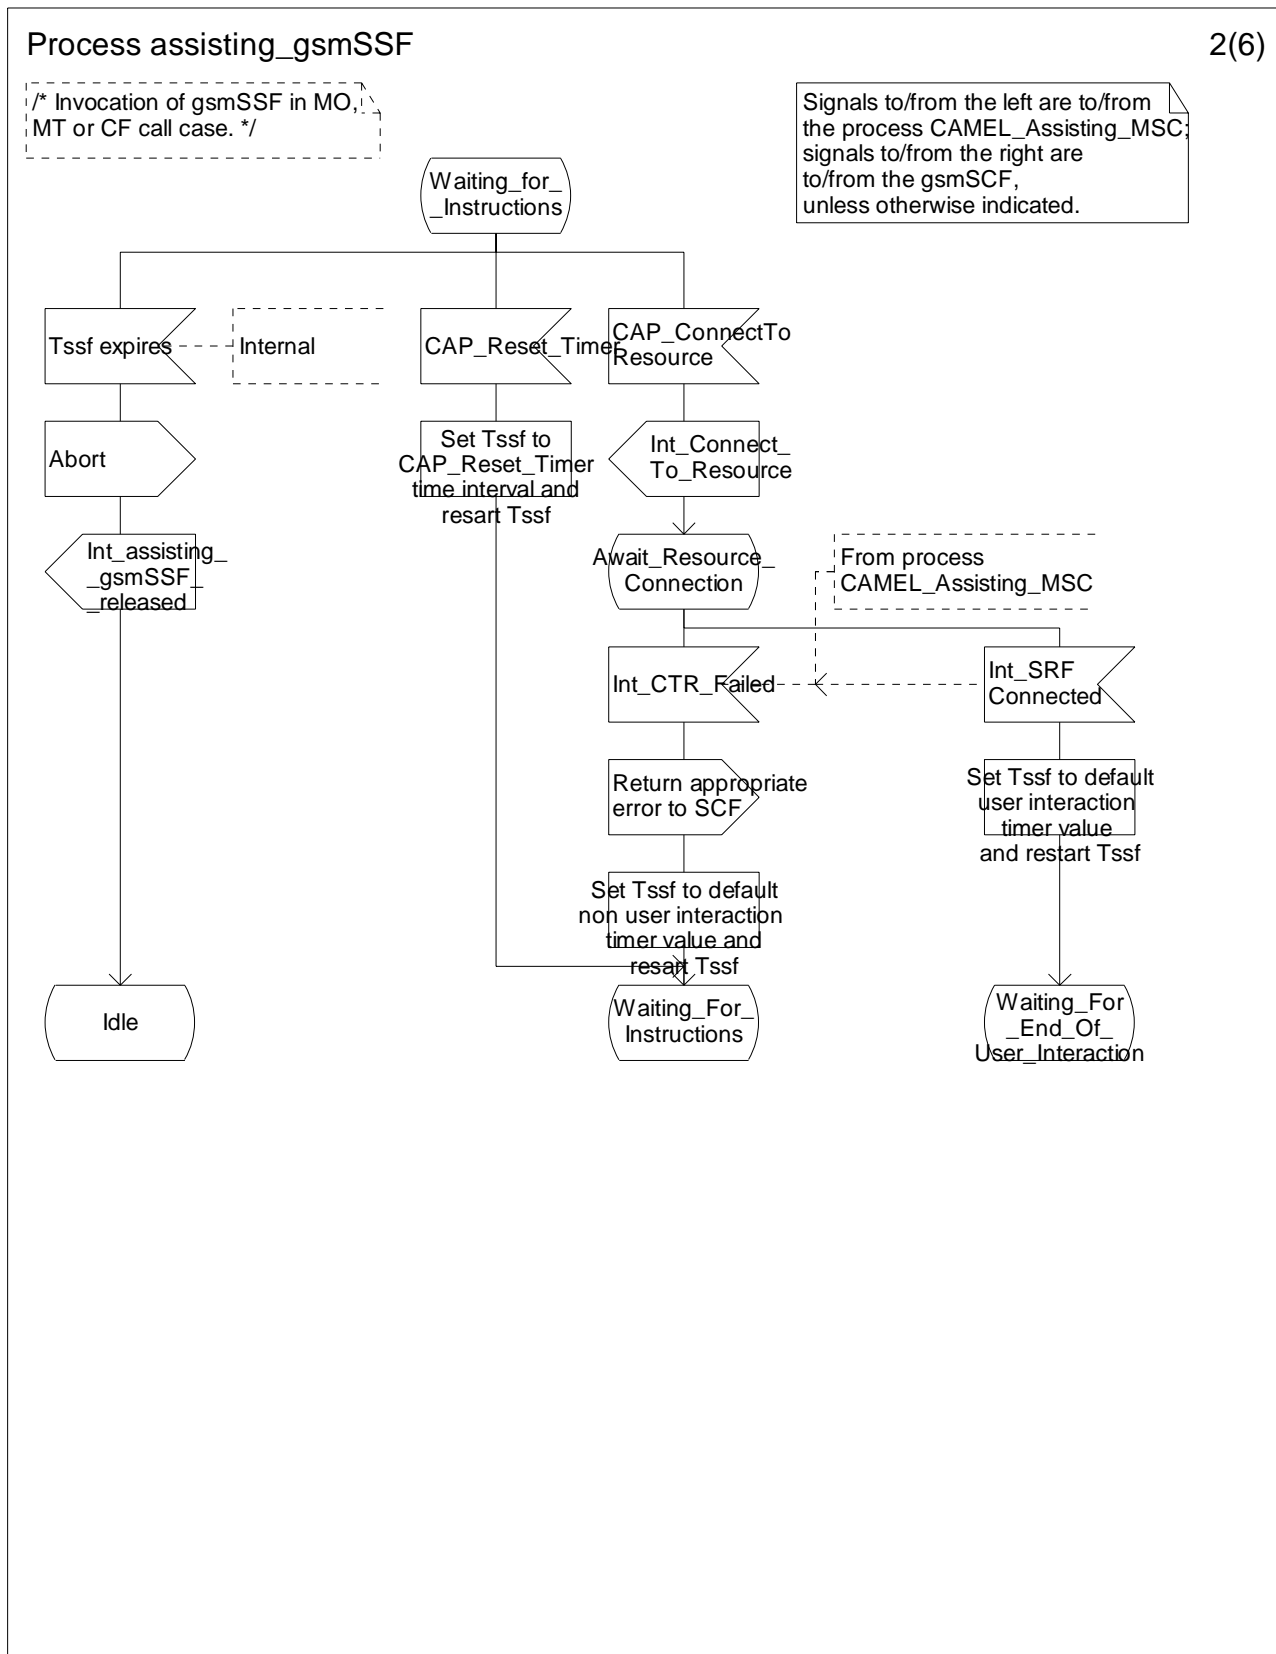 Process assisting_gsmSSF
2(6)
/* Invocation of gsmSSF in MO,
MT or CF call case. */
Signals to/from the left are to/from
the process CAMEL_Assisting_MSC;
signals to/from the right are
to/from the gsmSCF,
unless otherwise indicated.
Waiting_for_
_Instructions
Tssf expires
Internal
CAP_Reset_Timer
CAP_ConnectTo
Resource
Abort
Set Tssf to
CAP_Reset_Timer
time interval and
resart Tssf
Int_Connect_
To_Resource
Int_assisting_
_gsmSSF_
_released
Await_Resource_
Connection
From process
CAMEL_Assisting_MSC
Int_CTR_Failed
Int_SRF
Connected
Return appropriate
error to SCF
Set Tssf to default
user interaction
timer value
and restart Tssf
Set Tssf to default
non user interaction
timer value and
resart Tssf
Idle
Waiting_For_
Instructions
Waiting_For
_End_Of_
User_Interaction